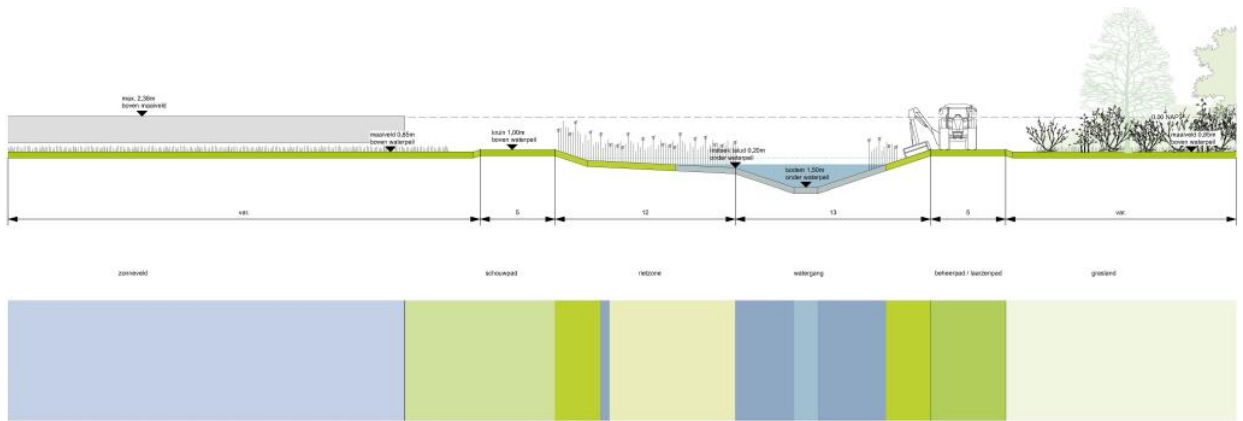 max. 2,38m
boven maaiveld
maaiveld 0,85m
boven waterpeil
kruin 1,00m
boven waterpeil
insteek talud 0,20m
onder waterpeil
bodem 1,50m
onder waterpeil
0.00 NAP
maaiveld 0,85m
boven waterpeil
var.
5
12
13
5
var.
zonneveld
schouwpad
rietzone
watergang
beheerpad / laarzenpad
grasland